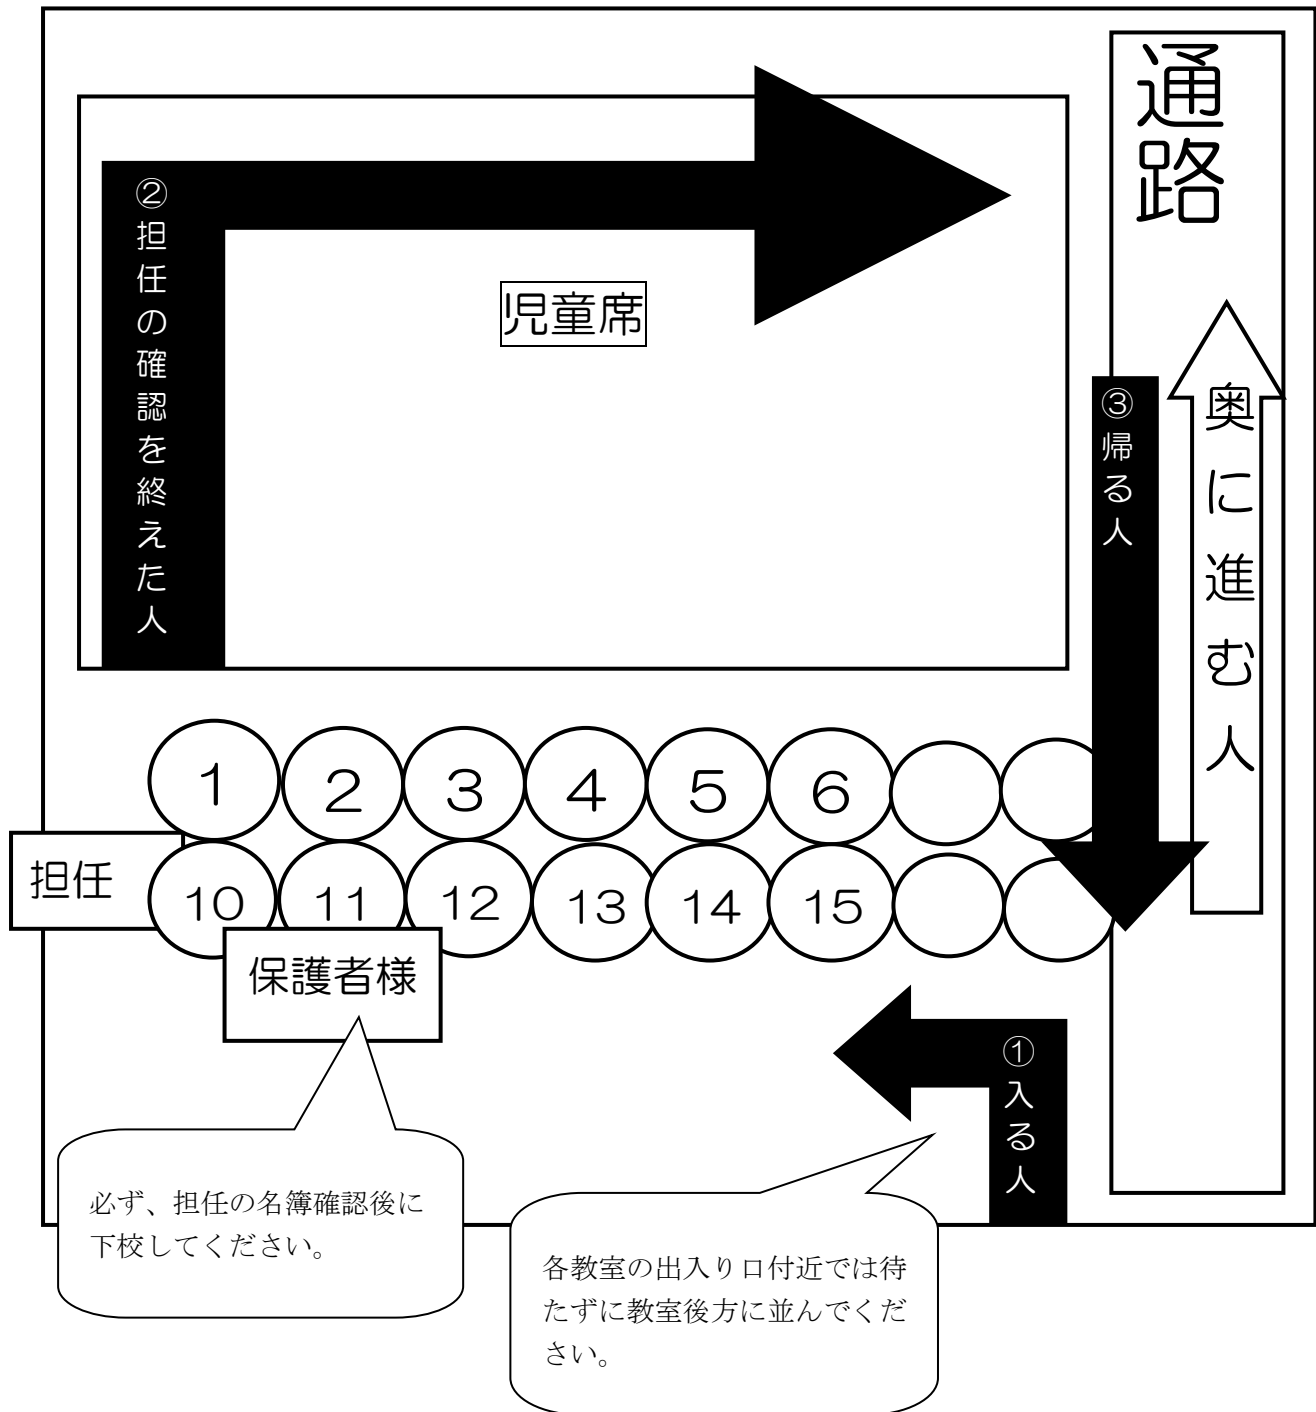 通路
②担任の確認を終えた人
児童席
③帰る人
奥に進む人
1
2
3
4
5
6
担任
10
11
12
13
14
15
保護者様
①入る人
必ず、担任の名簿確認後に
下校してください。
各教室の出入り口付近では待
たずに教室後方に並んでくだ
さい。